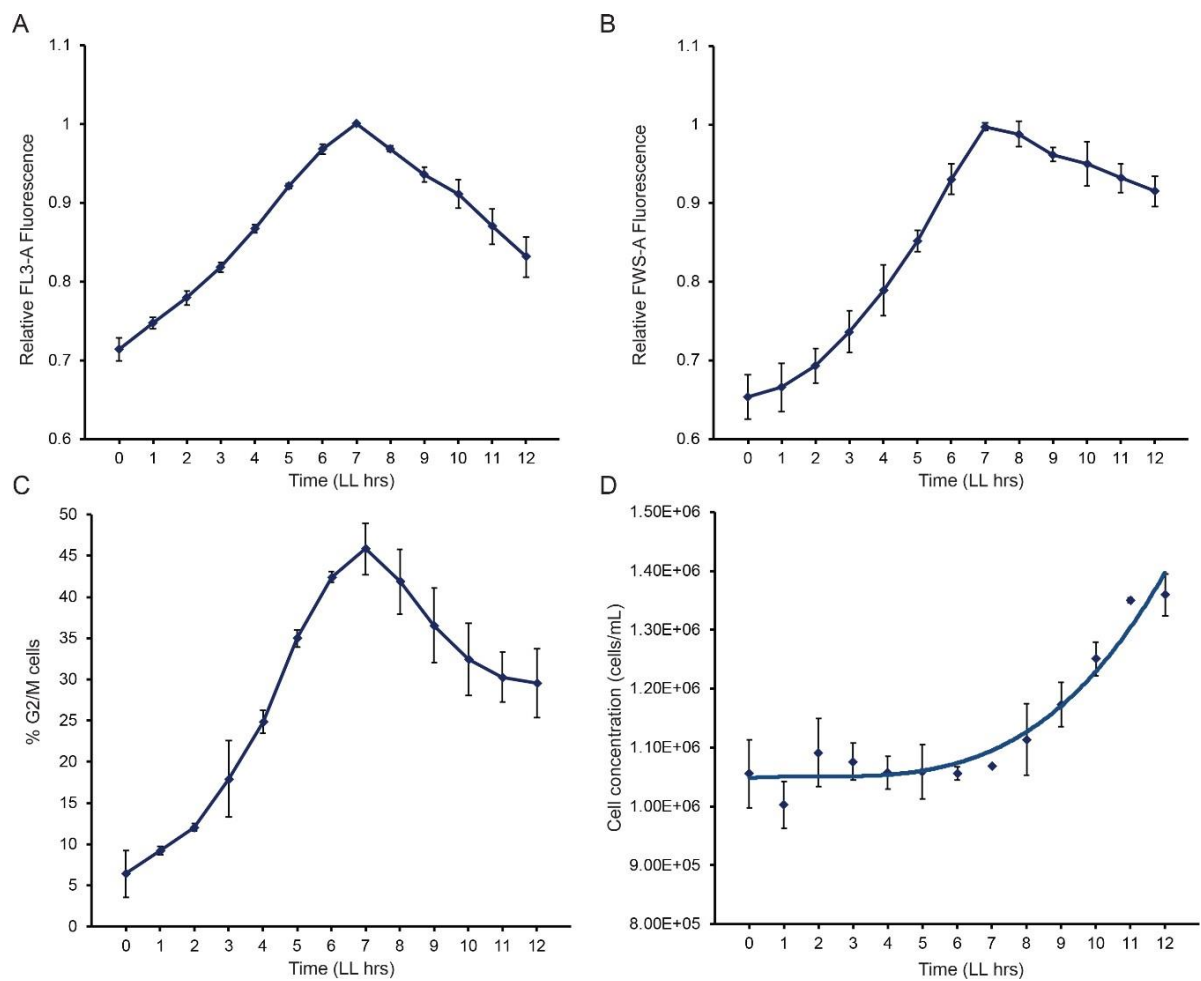 A
Relative FL3-A Fluorescence
1.1
1
0.9
0.8
0.7
0.6
0 1 2 3 4 5 6 7 8 9 10 11 12
Time (LL hrs)
B
Relative FWS-A Fluorescence
1.1
1
0.9
0.8
0.7
0.6
0 1 2 3 4 5 6 7 8 9 10 11 12
Time (LL hrs)
C
% G2/M cells
50
45
40
35
30
25
20
15
10
5
0
0 1 2 3 4 5 6 7 8 9 10 11 12
Time (LL hrs)
D
Cell concentration (cells/mL)
1.50E+06
1.40E+06
1.30E+06
1.20E+06
1.10E+06
1.00E+06
9.00E+05
8.00E+05
0 1 2 3 4 5 6 7 8 9 10 11 12
Time (LL hrs)